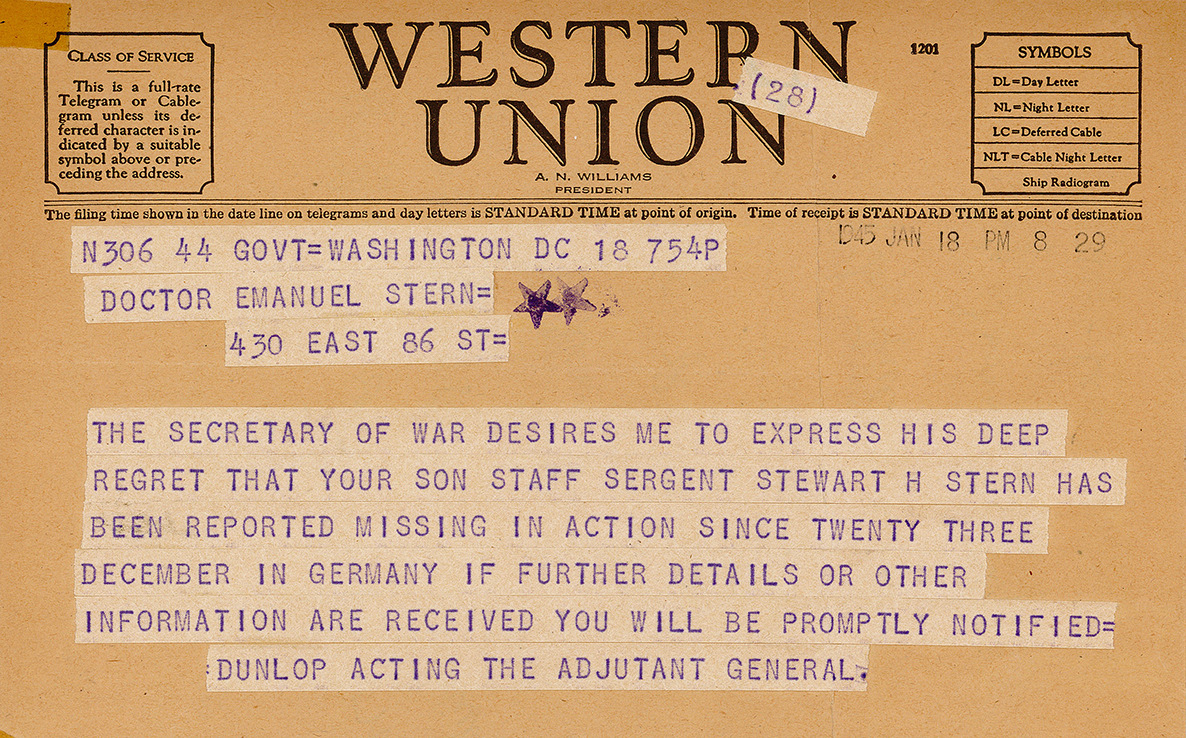 CLASS OF SERVICE
This is a full-rate
Telegram or Cable-
gram unless its de-
ferred character is in-
dicated by a suitable
symbol above or pre-
ceding the address.
WESTERN
UNION
(28)
A. N. WILLIAMS
PRESIDENT
1201
SYMBOLS
DL=Day Letter
NL=Night Letter
LC=Deferred Cable
NLT=Cable Night Letter
Ship Radiogram
The filing time shown in the date line on telegrams and day letters is STANDARD TIME at point of origin. Time of receipt is STANDARD TIME at point of destination
1945 JAN 18 PM 8 29
N306 44 GOVT=WASHINGTON DC 18 754P
DOCTOR EMANUEL STERN=
430 EAST 86 ST=
THE SECRETARY OF WAR DESIRES ME TO EXPRESS HIS DEEP
REGRET THAT YOUR SON STAFF SERGENT STEWART H STERN HAS
BEEN REPORTED MISSING IN ACTION SINCE TWENTY THREE
DECEMBER IN GERMANY IF FURTHER DETAILS OR OTHER
INFORMATION ARE RECEIVED YOU WILL BE PROMPTLY NOTIFIED=
:DUNLOP ACTING THE ADJUTANT GENERAL.